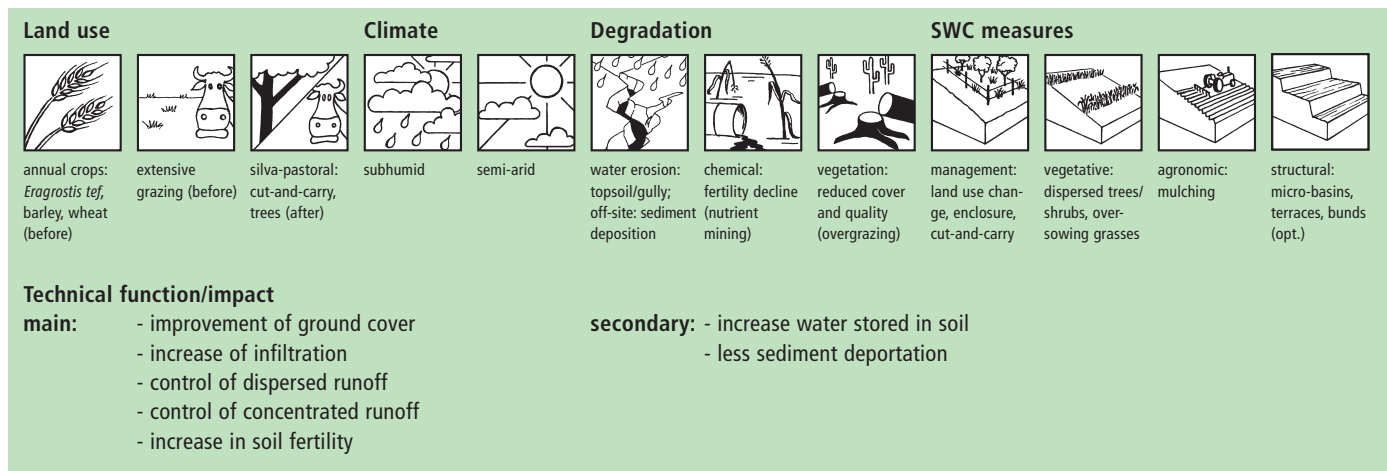 Land use
annual crops:
Eragrostis tef,
barley, wheat
(before)
extensive
grazing (before)
silva-pastoral:
cut-and-carry,
trees (after)
Climate
subhumid
semi-arid
Degradation
water erosion:
topsoil/gully;
off-site: sediment
deposition
chemical:
fertility decline
(nutrient
mining)
vegetation:
reduced cover
and quality
(overgrazing)
SWC measures
management:
land use chan-
ge, enclosure,
cut-and-carry
vegetative:
dispersed trees/
shrubs, over-
sowing grasses
agronomic:
mulching
structural:
micro-basins,
terraces, bunds
(opt.)
Technical function/impact
main: - improvement of ground cover
- increase of infiltration
- control of dispersed runoff
- control of concentrated runoff
- increase in soil fertility
secondary: - increase water stored in soil
- less sediment deportation